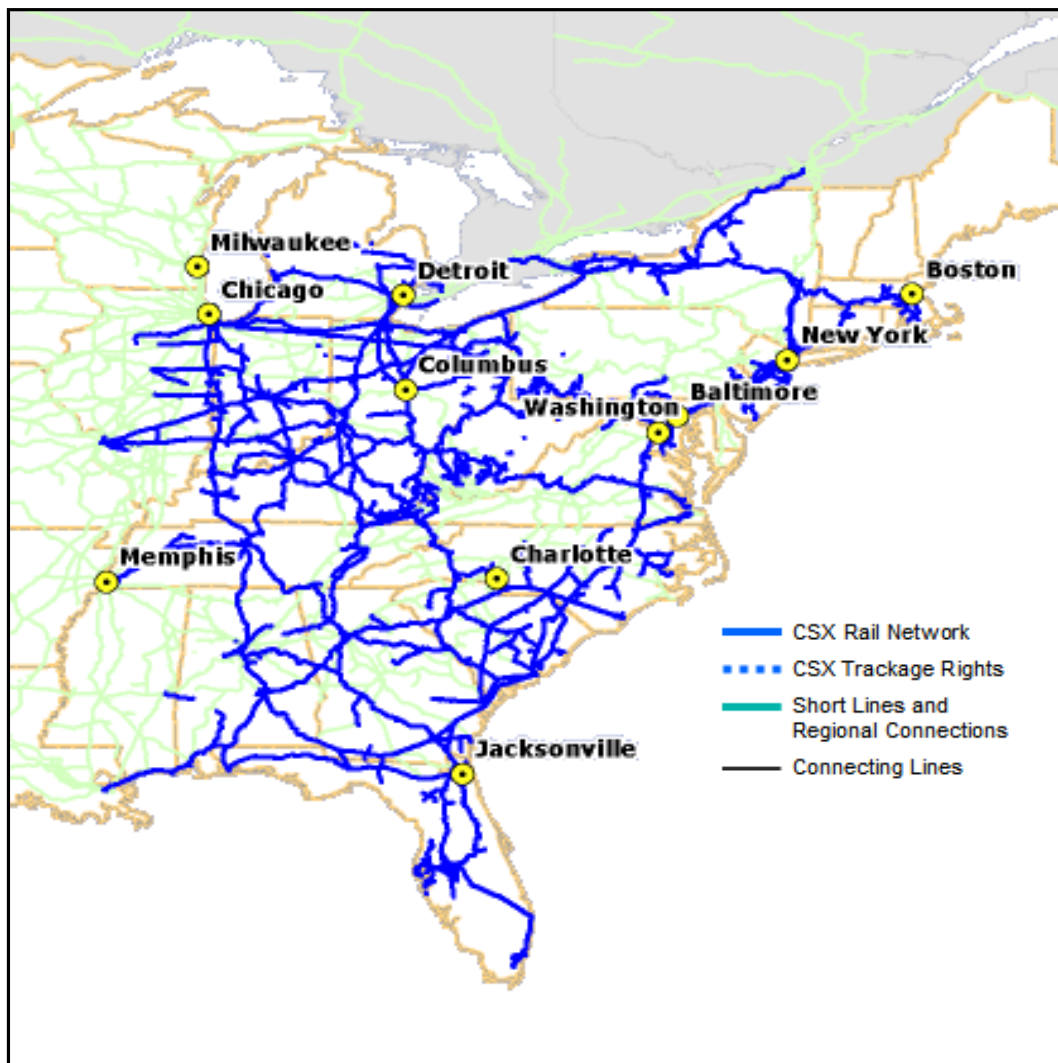 Milwaukee
Detroit
Boston
Chicago
New York
Columbus
Baltimore
Washington
Charlotte
Memphis
CSX Rail Network
CSX Trackage Rights
Short Lines and
Regional Connections
Jacksonville
Connecting Lines